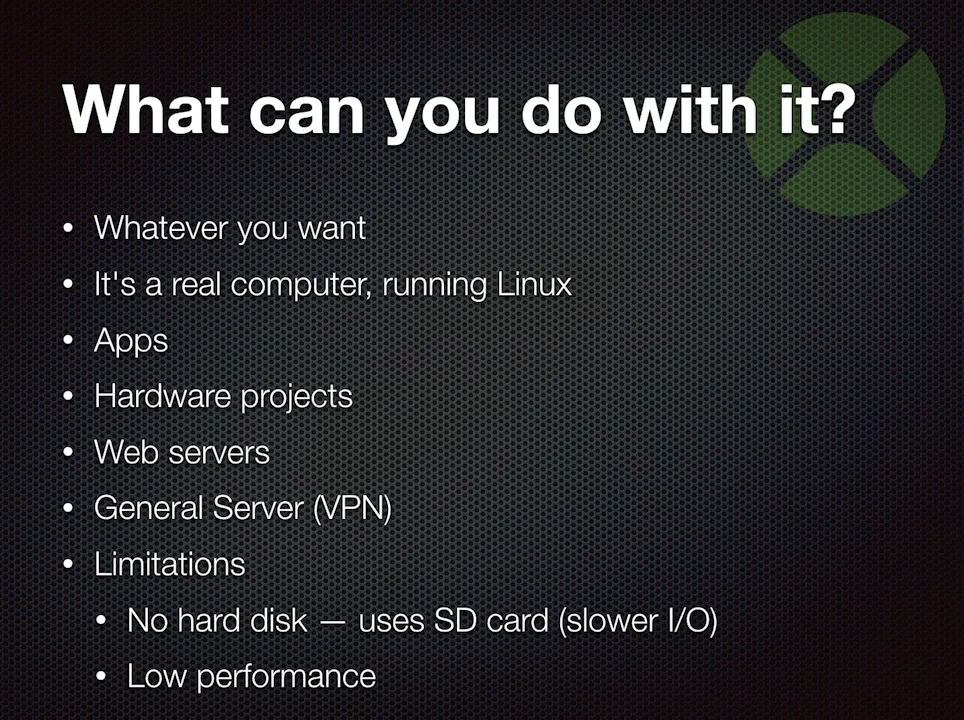 What can you do with it?
• Whatever you want
• It's a real computer, running Linux
• Apps
• Hardware projects
• Web servers
• General Server (VPN)
• Limitations
• No hard disk — uses SD card (slower I/O)
• Low performance